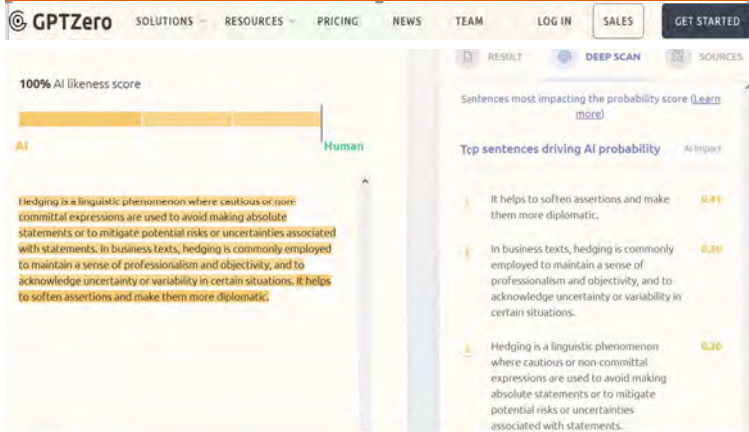 GPTZero SOLUTIONS RESOURCES PRICING NEWS TEAM LOG IN SALES GET STARTED
100% AI likeness score
AI Human
Hedging is a linguistic phenomenon where cautious or non-
committal expressions are used to avoid making absolute
statements or to mitigate potential risks or uncertainties associated
with statements. In business texts, hedging is commonly employed
to maintain a sense of professionalism and objectivity, and to
acknowledge uncertainty or variability in certain situations. It helps
to soften assertions and make them more diplomatic.
RESULT DEEP SCAN SOURCES
Sentences most impacting the probability score (Learn
more)
Top sentences driving AI probability AI Impact
It helps to soften assertions and make 0.41
them more diplomatic.
In business texts, hedging is commonly 0.30
employed to maintain a sense of
professionalism and objectivity, and to
acknowledge uncertainty or variability in
certain situations.
Hedging is a linguistic phenomenon 0.30
where cautious or non-committal
expressions are used to avoid making
absolute statements or to mitigate
potential risks or uncertainties
associated with statements.